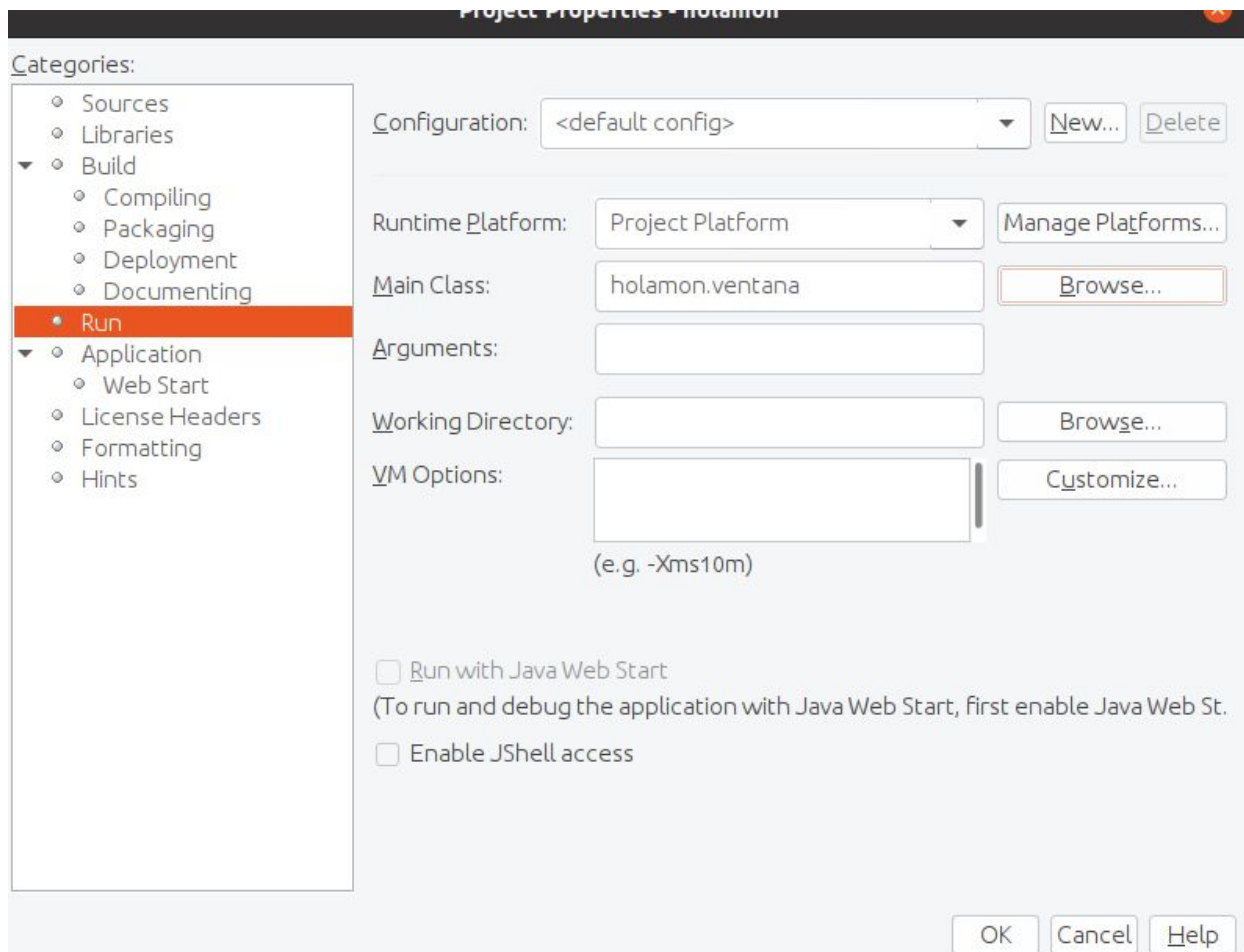 Project Properties - holamon
Categories:
Sources
Libraries
Build
Compiling
Packaging
Deployment
Documenting
Run
Application
Web Start
License Headers
Formatting
Hints
Configuration: <default config> New... Delete
Runtime Platform: Project Platform Manage Platforms...
Main Class: holamon.ventana Browse...
Arguments:
Working Directory: Browse...
VM Options: Customize...
(e.g. -Xms10m)
Run with Java Web Start
(To run and debug the application with Java Web Start, first enable Java Web St.
Enable JShell access
OK Cancel Help